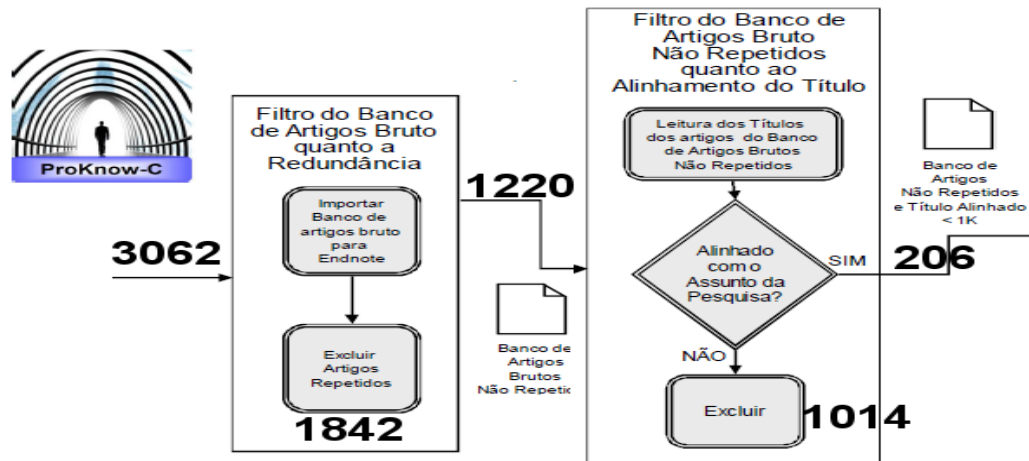 ProKnow-C
3062
Filtro do Banco
de Artigos Bruto
quanto a
Redundância
Importar
Banco de
artigos bruto
para
Endnote
Excluir
Artigos
Repetidos
1842
1220
Banco de
Artigos
Brutos
Não Repetic
Filtro do Banco de
Artigos Bruto
Não Repetidos
quanto ao
Alinhamento do Título
Leitura dos Títulos
dos artigos do Banco
de Artigos Brutos
Não Repetidos
Alinhado
com o
Assunto da
Pesquisa?
SIM
NÃO
Excluir
1014
Banco de
Artigos
Não Repetidos
e Título Alinhado
< 1K
206